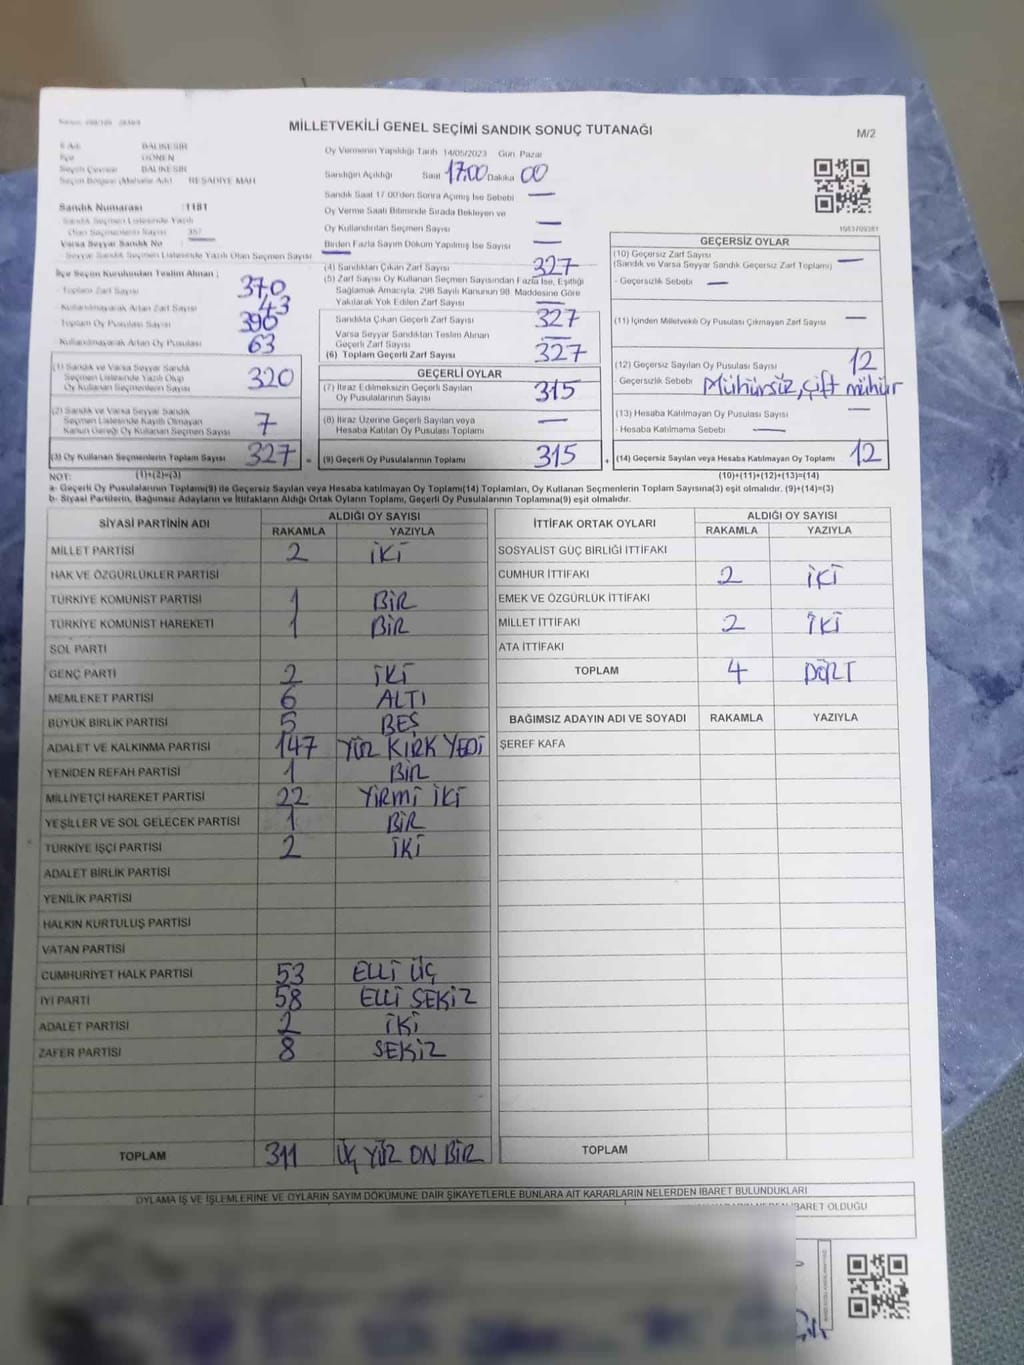 MİLLETVEKİLİ GENEL SEÇİMİ SANDIK SONUÇ TUTANAĞI
M/2
İl Adı BALIKESİR
İlçe GÖNEN
Seçim Çevresi BALIKESİR
Seçim Bölgesi (Mahalle Adı) REŞADİYE MAH
Sandık Numarası :1181
Sandık Seçmen Listesinde Yazılı
Olan Seçmenlerin Sayısı 357
Varsa Seyyar Sandık No
Seyyar Sandık Seçmen Listesinde Yazılı Olan Seçmen Sayısı
Oy Vermenin Yapıldığı Tarih 14/05/2023 Gün Pazar
Sandığın Açıldığı Saat 17:00 Dakika 00
Sandık Saat 17:00'den Sonra Açımış İse Sebebi —
Oy Verme Saati Bitiminde Sırada Bekleyen ve
Oy Kullandırılan Seçmen Sayısı —
Birden Fazla Sayım Döküm Yapılmış İse Sayısı —
1083/09381
İlçe Seçim Kurulundan Teslim Alınan ;
Toplam Zarf Sayısı 370
Kullanılmayarak Artan Zarf Sayısı 43
Toplam Oy Pusulası Sayısı 390
Kullanılmayarak Artan Oy Pusulası 63
(1) Sandık ve Varsa Seyyar Sandık
Seçmen Listesinde Yazılı Olup
Oy Kullanan Seçmenlerin Sayısı 320
(2) Sandık ve Varsa Seyyar Sandık
Seçmen Listesinde Kayıtlı Olmayan
Kanun Gereği Oy Kullanan Seçmen Sayısı 7
(3) Oy Kullanan Seçmenlerin Toplam Sayısı 327
(4) Sandıktan Çıkan Zarf Sayısı 327
(5) Zarf Sayısı Oy Kullanan Seçmen Sayısından Fazla İse, Eşitliği
Sağlamak Amacıyla, 298 Sayılı Kanunun 98. Maddesine Göre
Yakılarak Yok Edilen Zarf Sayısı —
Sandıkta Çıkan Geçerli Zarf Sayısı 327
Varsa Seyyar Sandıktan Teslim Alınan
Geçerli Zarf Sayısı —
(6) Toplam Geçerli Zarf Sayısı 327
GEÇERLİ OYLAR
(7) İtiraz Edilmeksizin Geçerli Sayılan
Oy Pusulalarının Sayısı 315
(8) İtiraz Üzerine Geçerli Sayılan veya
Hesaba Katılan Oy Pusulası Toplamı —
= (9) Geçerli Oy Pusulalarının Toplamı 315
GEÇERSİZ OYLAR
(10) Geçersiz Zarf Sayısı
(Sandık ve Varsa Seyyar Sandık Geçersiz Zarf Toplamı) —
- Geçersizlik Sebebi —
(11) İçinden Milletvekili Oy Pusulası Çıkmayan Zarf Sayısı —
(12) Geçersiz Sayılan Oy Pusulası Sayısı 12
Geçersizlik Sebebi Mühürsüz, çift mühür
(13) Hesaba Katılmayan Oy Pusulası Sayısı —
- Hesaba Katılmama Sebebi —
+ (14) Geçersiz Sayılan veya Hesaba Katılmayan Oy Toplamı 12
NOT: (1)+(2)=(3) (10)+(11)+(12)+(13)=(14)
a- Geçerli Oy Pusulalarının Toplamı(9) ile Geçersiz Sayılan veya Hesaba katılmayan Oy Toplamı(14) Toplamları, Oy Kullanan Seçmenlerin Toplam Sayısına(3) eşit olmalıdır. (9)+(14)=(3)
b- Siyasi Partilerin, Bağımsız Adayların ve İttifakların Aldığı Ortak Oyların Toplamı, Geçerli Oy Pusulalarının Toplamına(9) eşit olmalıdır.
SİYASİ PARTİNİN ADI ALDIĞI OY SAYISI
RAKAMLA YAZIYLA
MİLLET PARTİSİ 2 İKİ
HAK VE ÖZGÜRLÜKLER PARTİSİ
TÜRKİYE KOMÜNİST PARTİSİ 1 BİR
TÜRKİYE KOMÜNİST HAREKETİ 1 BİR
SOL PARTİ
GENÇ PARTİ 2 İKİ
MEMLEKET PARTİSİ 6 ALTI
BÜYÜK BİRLİK PARTİSİ 5 BEŞ
ADALET VE KALKINMA PARTİSİ 147 YÜZ KIRK YEDİ
YENİDEN REFAH PARTİSİ 1 BİR
MİLLİYETÇİ HAREKET PARTİSİ 22 YİRMİ İKİ
YEŞİLLER VE SOL GELECEK PARTİSİ 1 BİR
TÜRKİYE İŞÇİ PARTİSİ 2 İKİ
ADALET BİRLİK PARTİSİ
YENİLİK PARTİSİ
HALKIN KURTULUŞ PARTİSİ
VATAN PARTİSİ
CUMHURİYET HALK PARTİSİ 53 ELLİ ÜÇ
İYİ PARTİ 58 ELLİ SEKİZ
ADALET PARTİSİ 2 İKİ
ZAFER PARTİSİ 8 SEKİZ
TOPLAM 311 ÜÇ YÜZ ON BİR
İTTİFAK ORTAK OYLARI ALDIĞI OY SAYISI
RAKAMLA YAZIYLA
SOSYALİST GÜÇ BİRLİĞİ İTTİFAKI
CUMHUR İTTİFAKI 2 İKİ
EMEK VE ÖZGÜRLÜK İTTİFAKI
MİLLET İTTİFAKI 2 İKİ
ATA İTTİFAKI
TOPLAM 4 DÖRT
BAĞIMSIZ ADAYIN ADI VE SOYADI RAKAMLA YAZIYLA
ŞEREF KAFA
TOPLAM
OYLAMA İŞ VE İŞLEMLERİNE VE OYLARIN SAYIM DÖKÜMÜNE DAİR ŞİKAYETLERLE BUNLARA AİT KARARLARIN NELERDEN İBARET BULUNDUKLARI
İBARET OLDUĞU